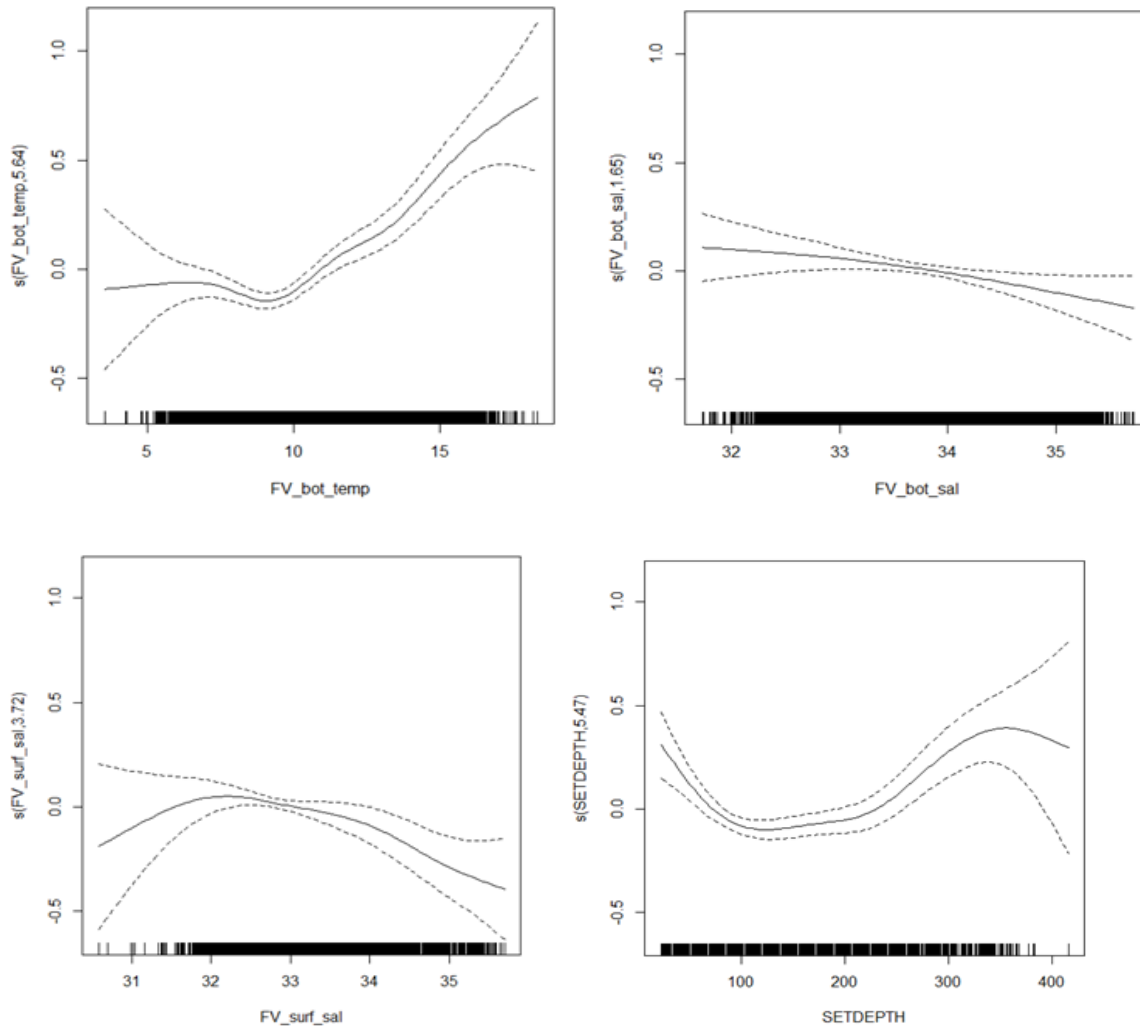 1.0
0.5
0.0
-0.5
s(FV_bot_temp,5.64)
5 10 15
FV_bot_temp
1.0
0.5
0.0
-0.5
s(FV_bot_sal,1.65)
32 33 34 35
FV_bot_sal
1.0
0.5
0.0
-0.5
s(FV_surf_sal,3.72)
31 32 33 34 35
FV_surf_sal
1.0
0.5
0.0
-0.5
s(SETDEPTH,5.47)
100 200 300 400
SETDEPTH